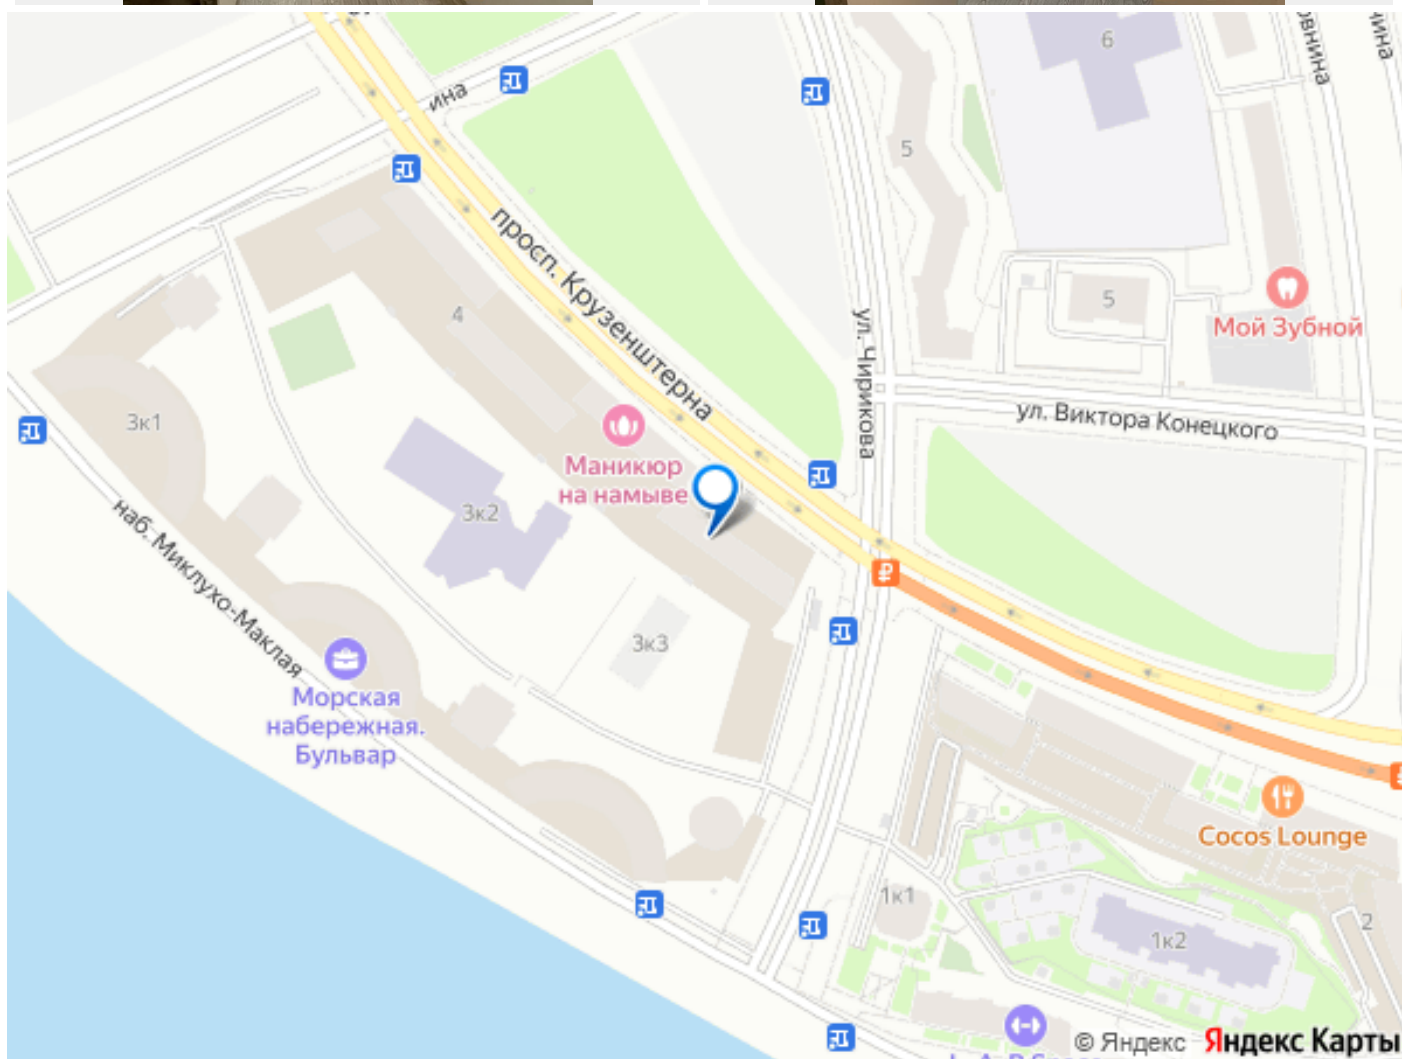 6
ина
5
просп. Крузенштерна
4
5
Мой Зубной
ул. Чирикова
ул. Виктора Конецкого
3к1
Маникюр
на намыве
3к2
наб. Миклухо-Маклая
3к3
₽
Морская
набережная.
Бульвар
Cocos Lounge
1к1
2
1к2
© Яндекс Яндекс Карты